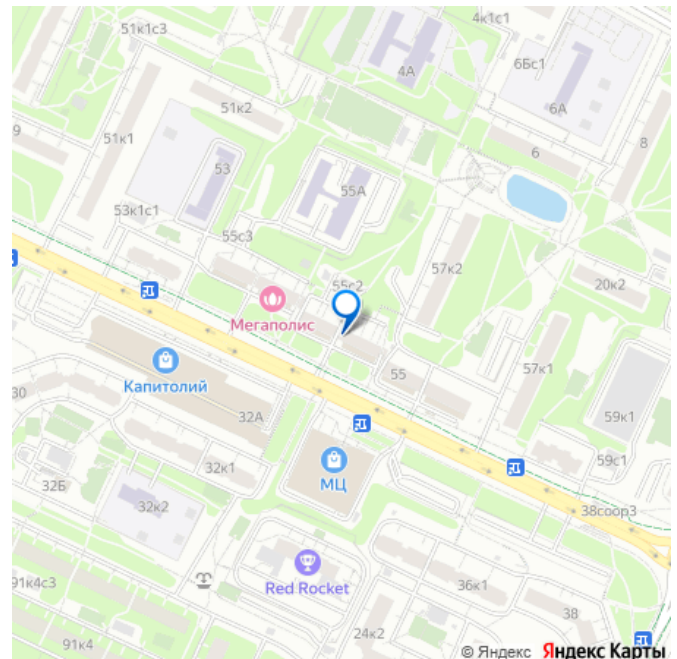 51к1с3
4к1с1
6Бс1
4А
51к2
6А
9
51к1
53
6
8
55А
53к1с1
55с3
57к2
55с2
20к2
Мегаполис
Капитолий
55
57к1
30
32А
59к1
32к1
МЦ
59с1
32Б
32к2
38соор3
Red Rocket
36к1
91к4с3
38
24к2
91к4
© Яндекс Яндекс Карты